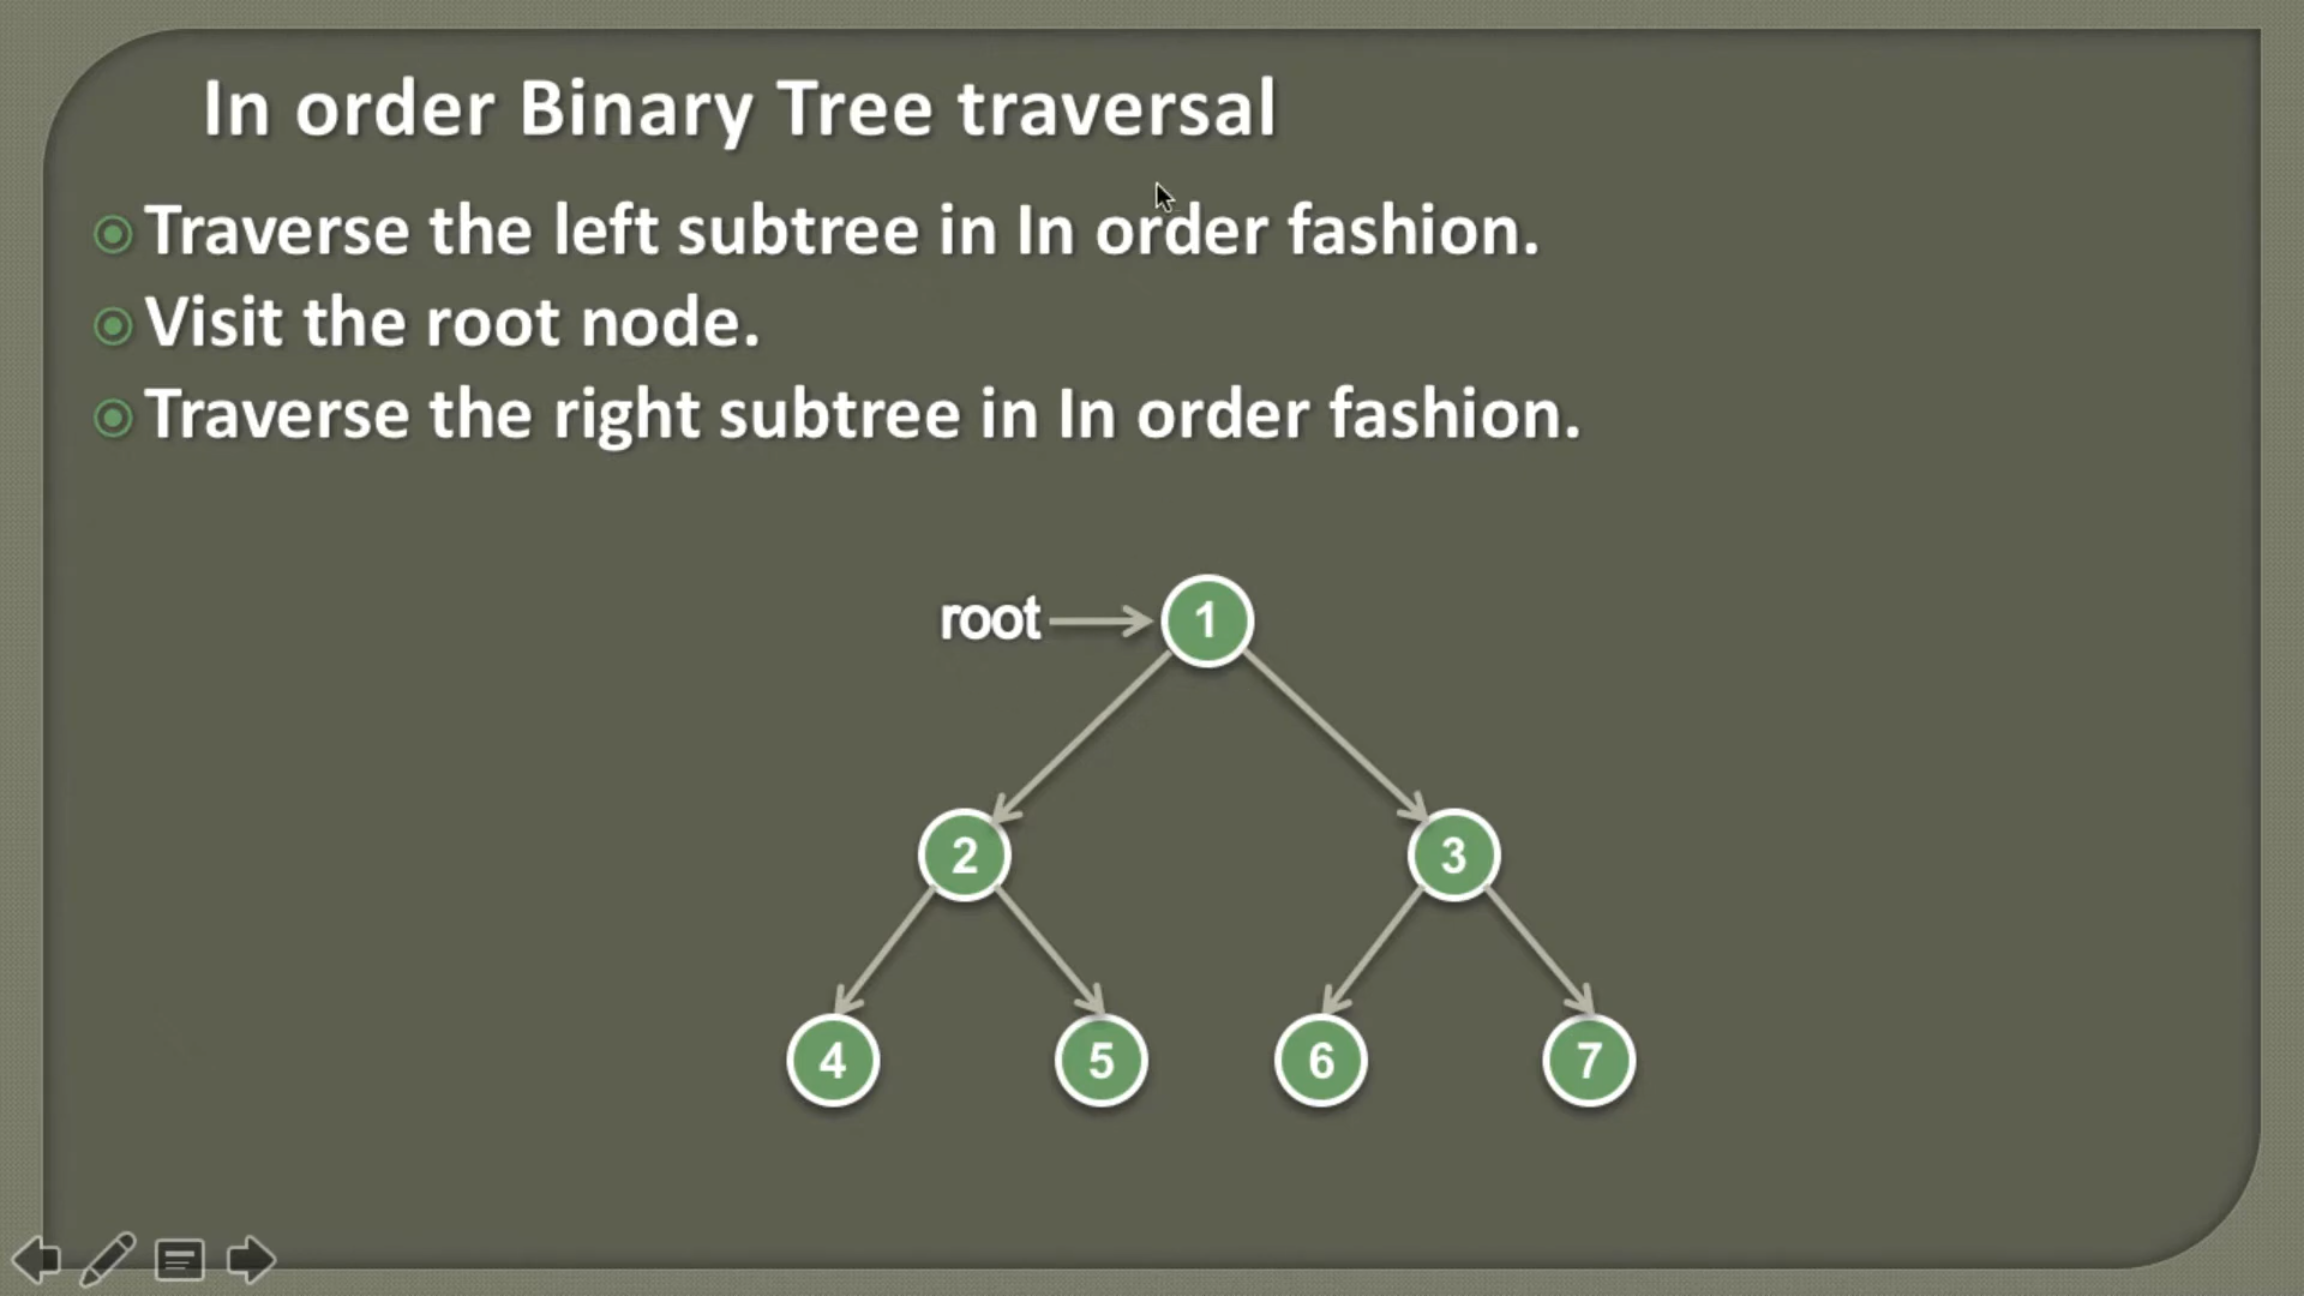 In order Binary Tree traversal
Traverse the left subtree in In order fashion.
Visit the root node.
Traverse the right subtree in In order fashion.
root 1
2 3
4 5 6 7